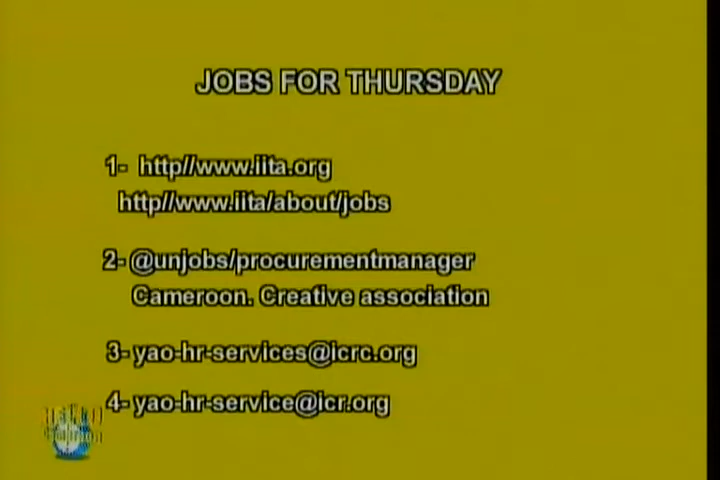 JOBS FOR THURSDAY
1- http//www.iita.org
http//www.iita/about/jobs
2- @unjobs/procurementmanager
Cameroon. Creative association
3- yao-hr-services@icrc.org
4- yao-hr-service@icr.org